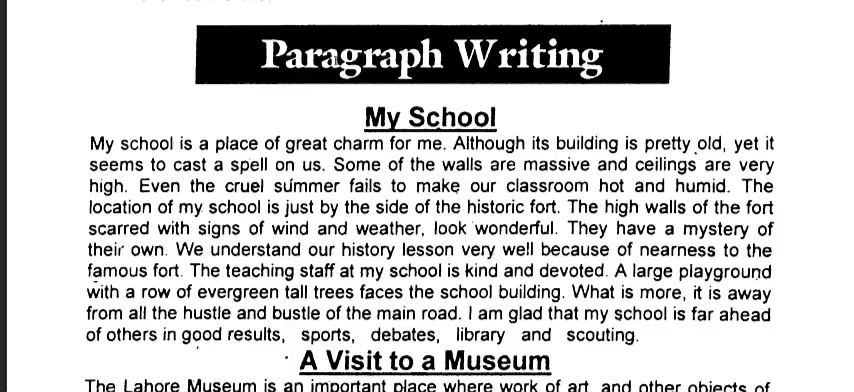 Paragraph Writing
My School
My school is a place of great charm for me. Although its building is pretty old, yet it
seems to cast a spell on us. Some of the walls are massive and ceilings are very
high. Even the cruel summer fails to make our classroom hot and humid. The
location of my school is just by the side of the historic fort. The high walls of the fort
scarred with signs of wind and weather, look wonderful. They have a mystery of
their own. We understand our history lesson very well because of nearness to the
famous fort. The teaching staff at my school is kind and devoted. A large playground
with a row of evergreen tall trees faces the school building. What is more, it is away
from all the hustle and bustle of the main road. I am glad that my school is far ahead
of others in good results, sports, debates, library and scouting.
A Visit to a Museum
The Lahore Museum is an important place where work of art, and other objects of